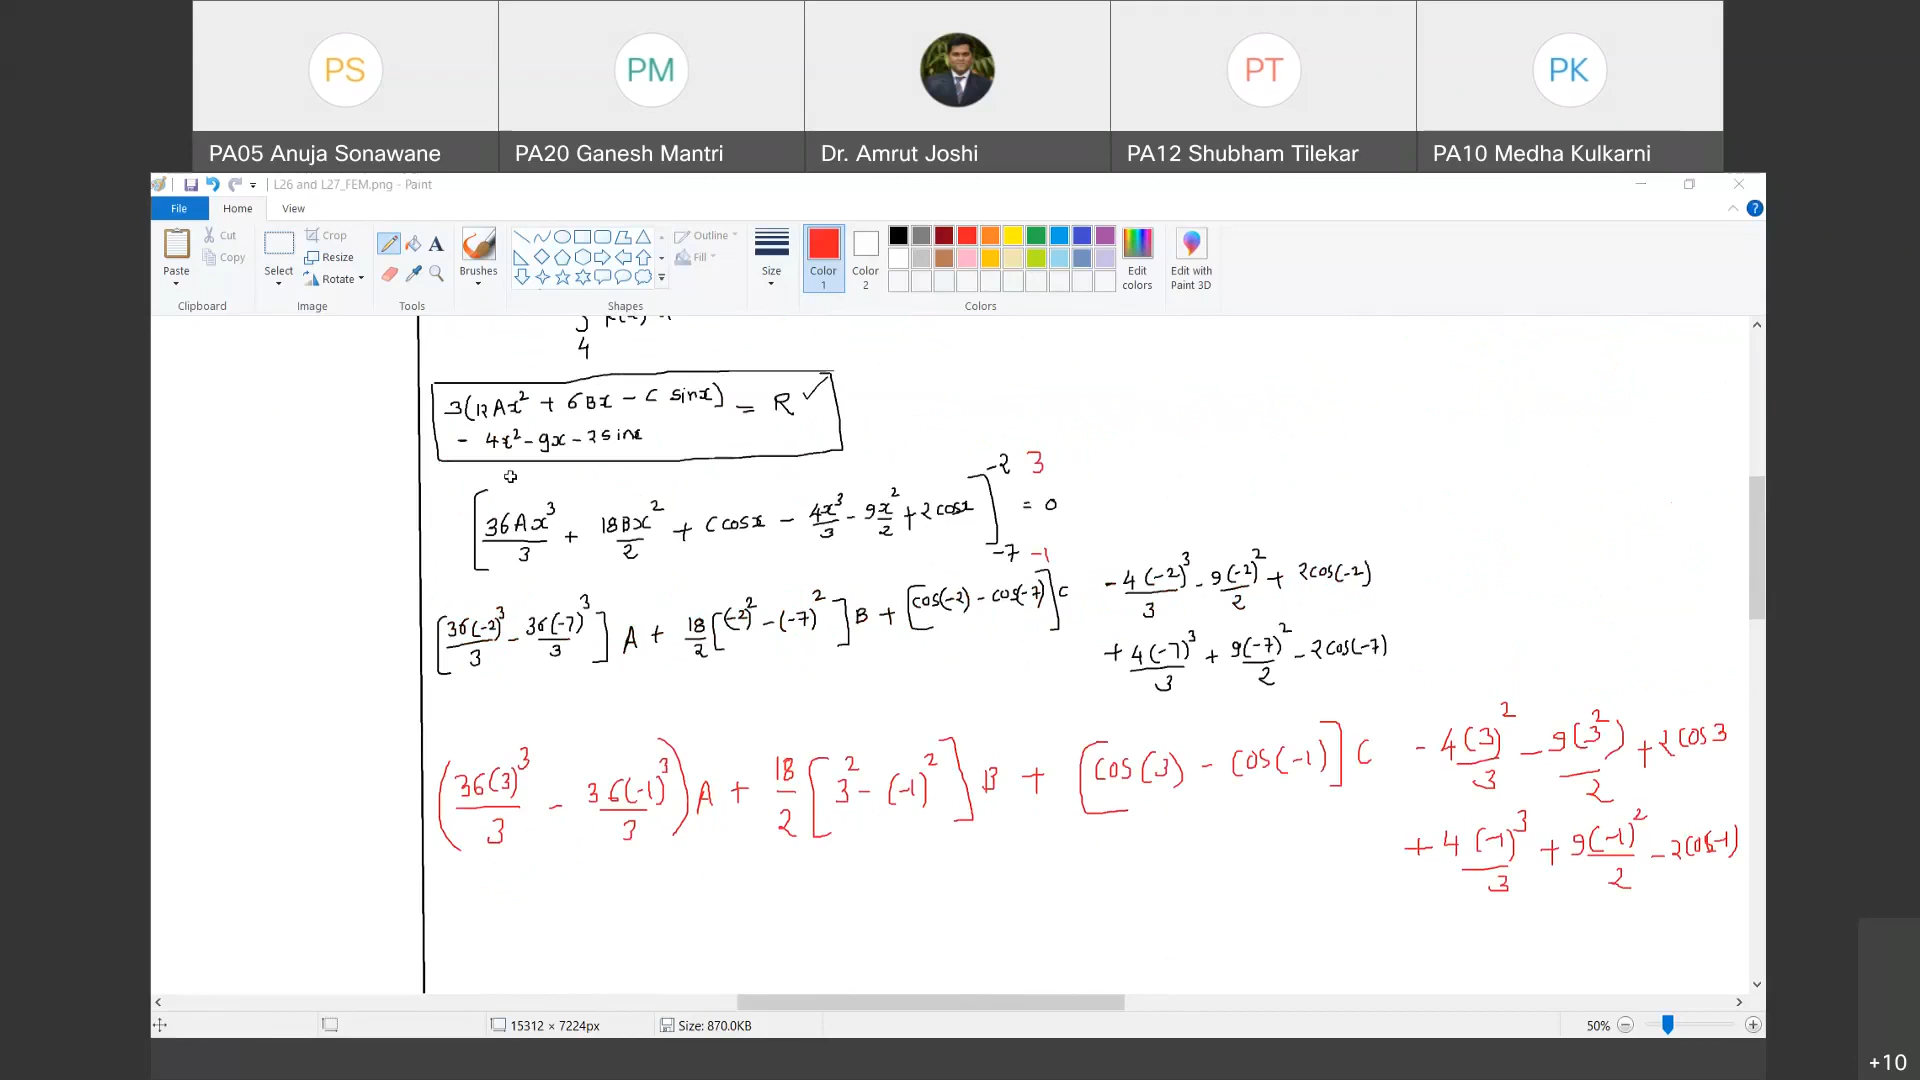 PS
PM
PT
PK
PA05 Anuja Sonawane
PA20 Ganesh Mantri
Dr. Amrut Joshi
PA12 Shubham Tilekar
PA10 Medha Kulkarni
L26 and L27_FEM.png - Paint
File
Home
View
Paste
Cut
Copy
Clipboard
Select
Crop
Resize
Rotate
Image
Tools
Brushes
Outline
Fill
Shapes
Size
Color 1
Color 2
Edit colors
Colors
Edit with Paint 3D
4
3(12Ax² + 6Bx - C sinx) = R ✓
- 4x² - 9x - 2 sinx
[36Ax³/3 + 18Bx²/2 + C cosx - 4x³/3 - 9x²/2 + 2 cosx] -2 3 -7 -1 = 0
[36(-2)³/3 - 36(-7)³/3] A + 18/2 [(-2)² - (-7)²] B + [cos(-2) - cos(-7)] C - 4(-2)³/3 - 9(-2)²/2 + 2cos(-2)
+ 4(-7)³/3 + 9(-7)²/2 - 2cos(-7)
(36(3)³/3 - 36(-1)³/3) A + 18/2 [3² - (-1)²] B + [cos(3) - cos(-1)] C - 4(3)²/3 - 9(3²)/2 + 2cos3
+ 4(-1)³/3 + 9(-1)²/2 - 2cos(-1)
15312 × 7224px
Size: 870.0KB
50%
+10